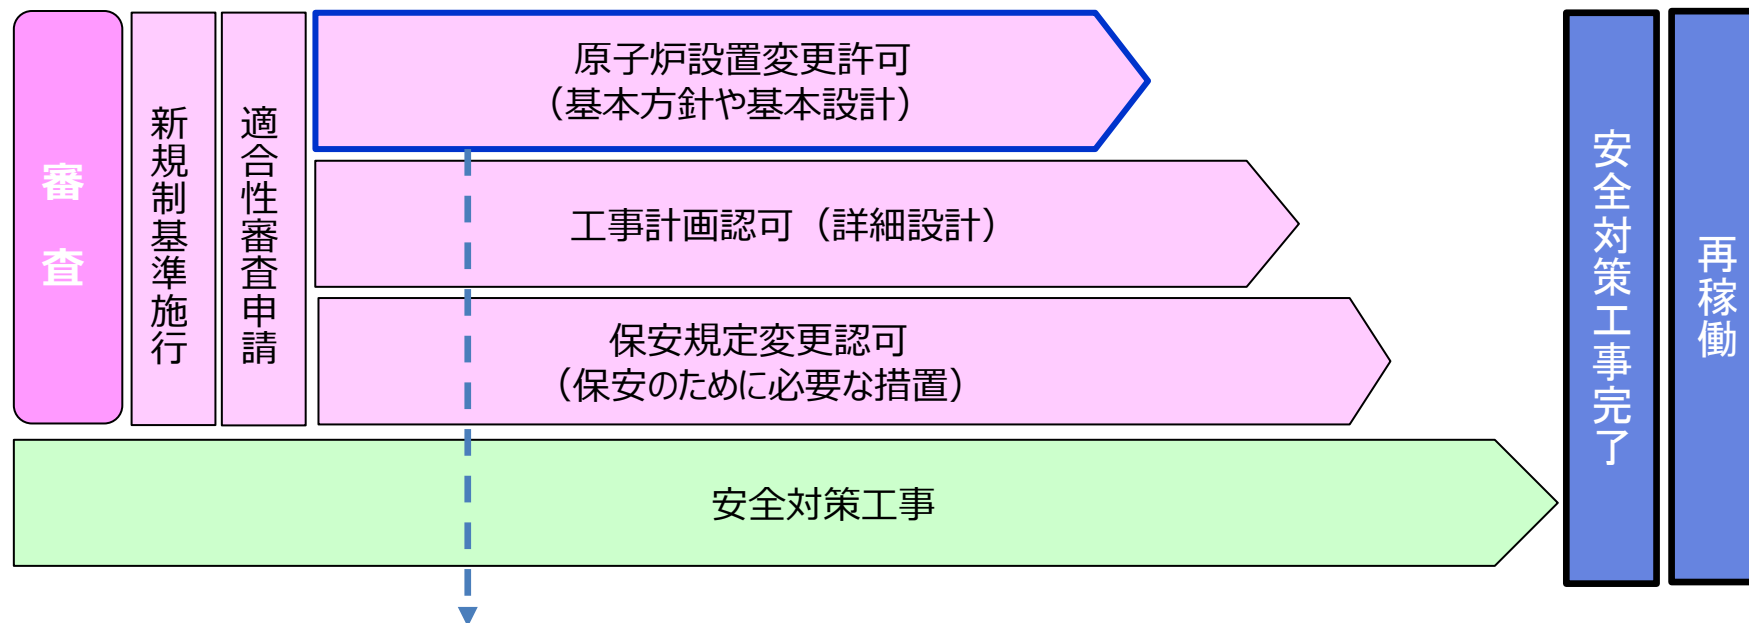 審査
新規制基準施行
適合性審査申請
原子炉設置変更許可
（基本方針や基本設計）
工事計画認可（詳細設計）
保安規定変更認可
（保安のために必要な措置）
安全対策工事
安全対策工事完了
再稼働